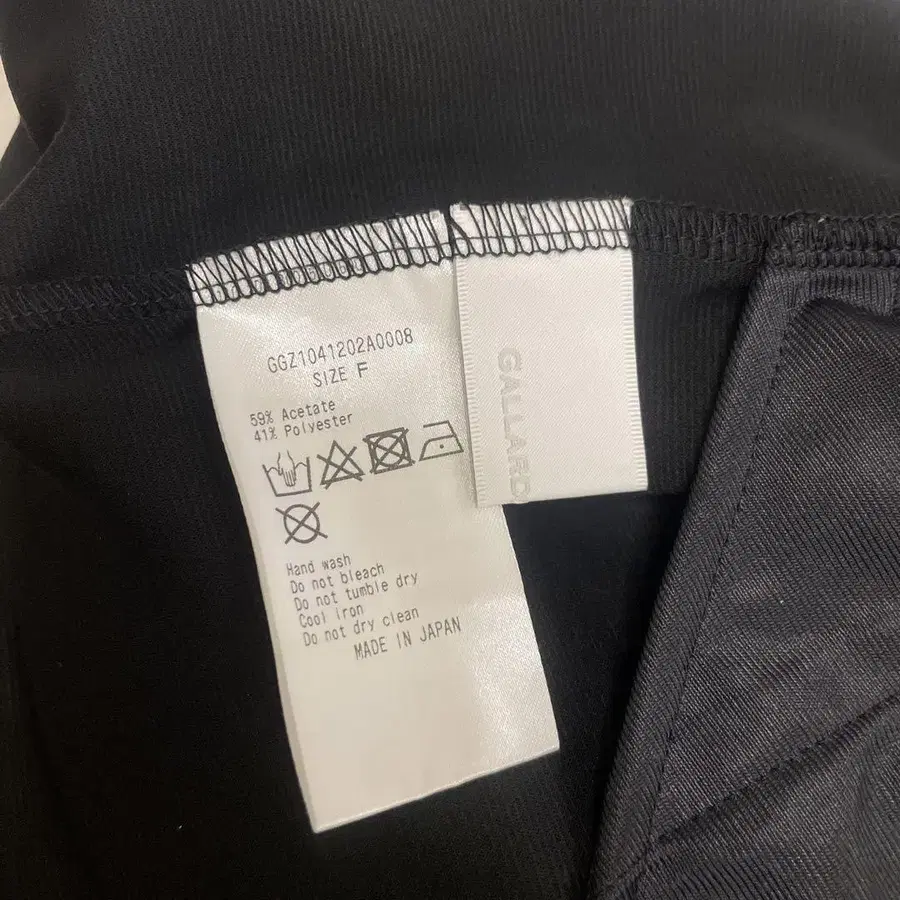 GGZ1041202A0008
SIZE F
59% Acetate
41% Polyester
Hand wash
Do not bleach
Do not tumble dry
Cool iron
Do not dry clean
MADE IN JAPAN
GALLARD